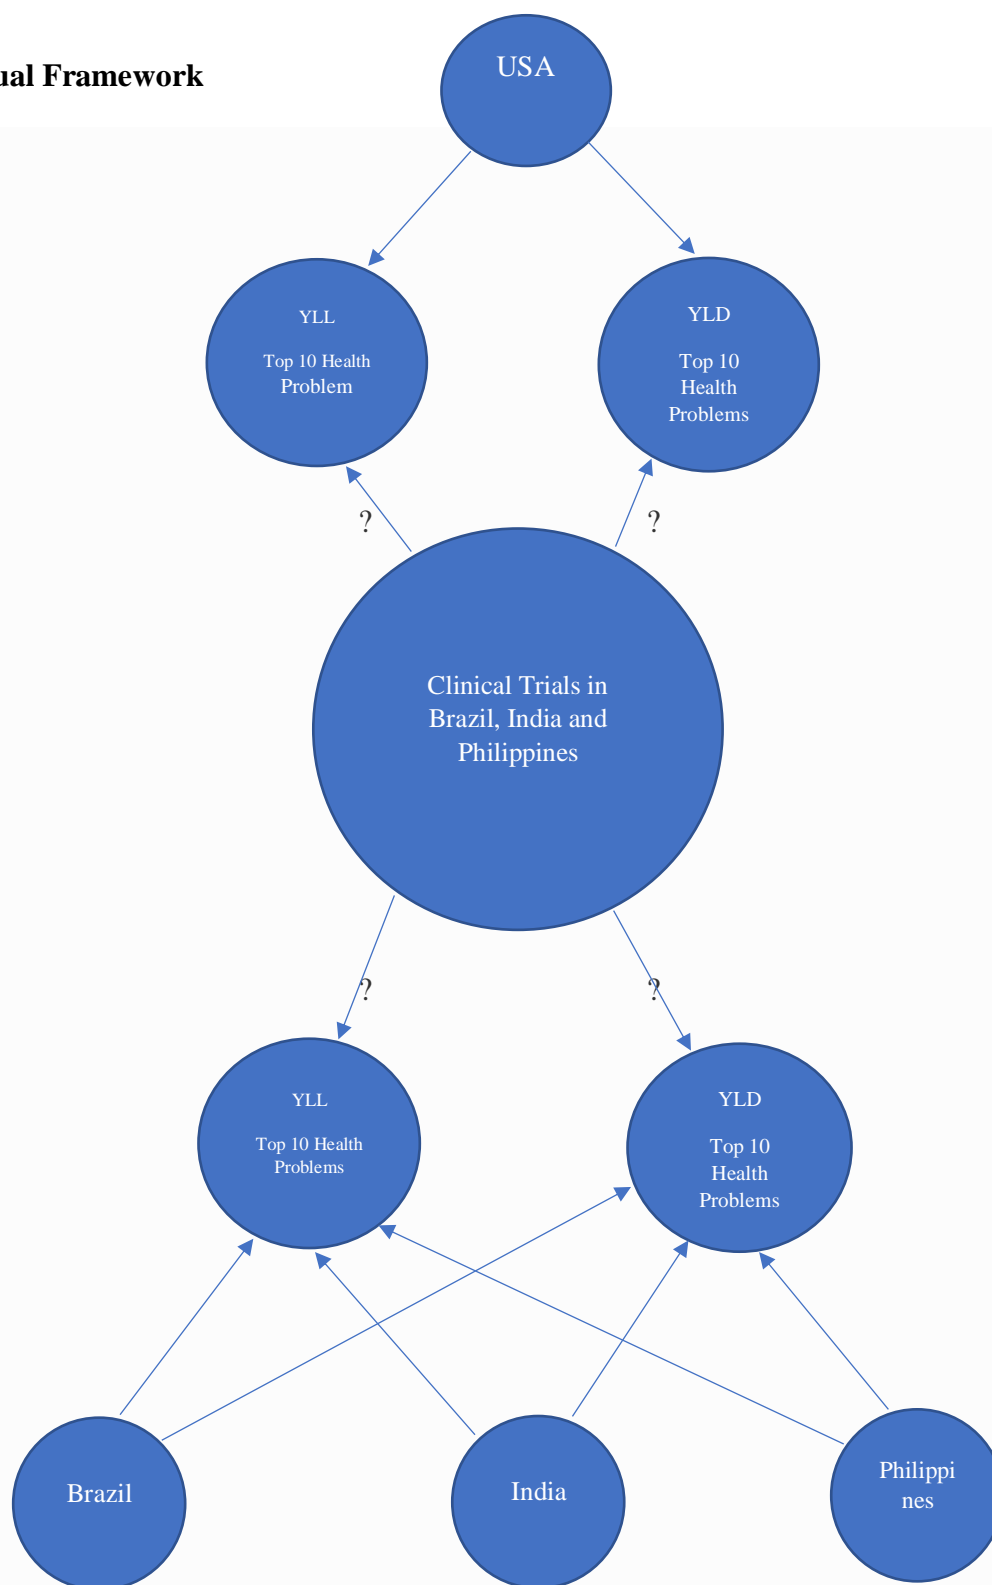 USA
ual Framework
YLL
Top 10 Health
Problem
YLD
Top 10
Health
Problems
?
?
Clinical Trials in
Brazil, India and
Philippines
?
?
YLL
Top 10 Health
Problems
YLD
Top 10
Health
Problems
Brazil
India
Philippi
nes